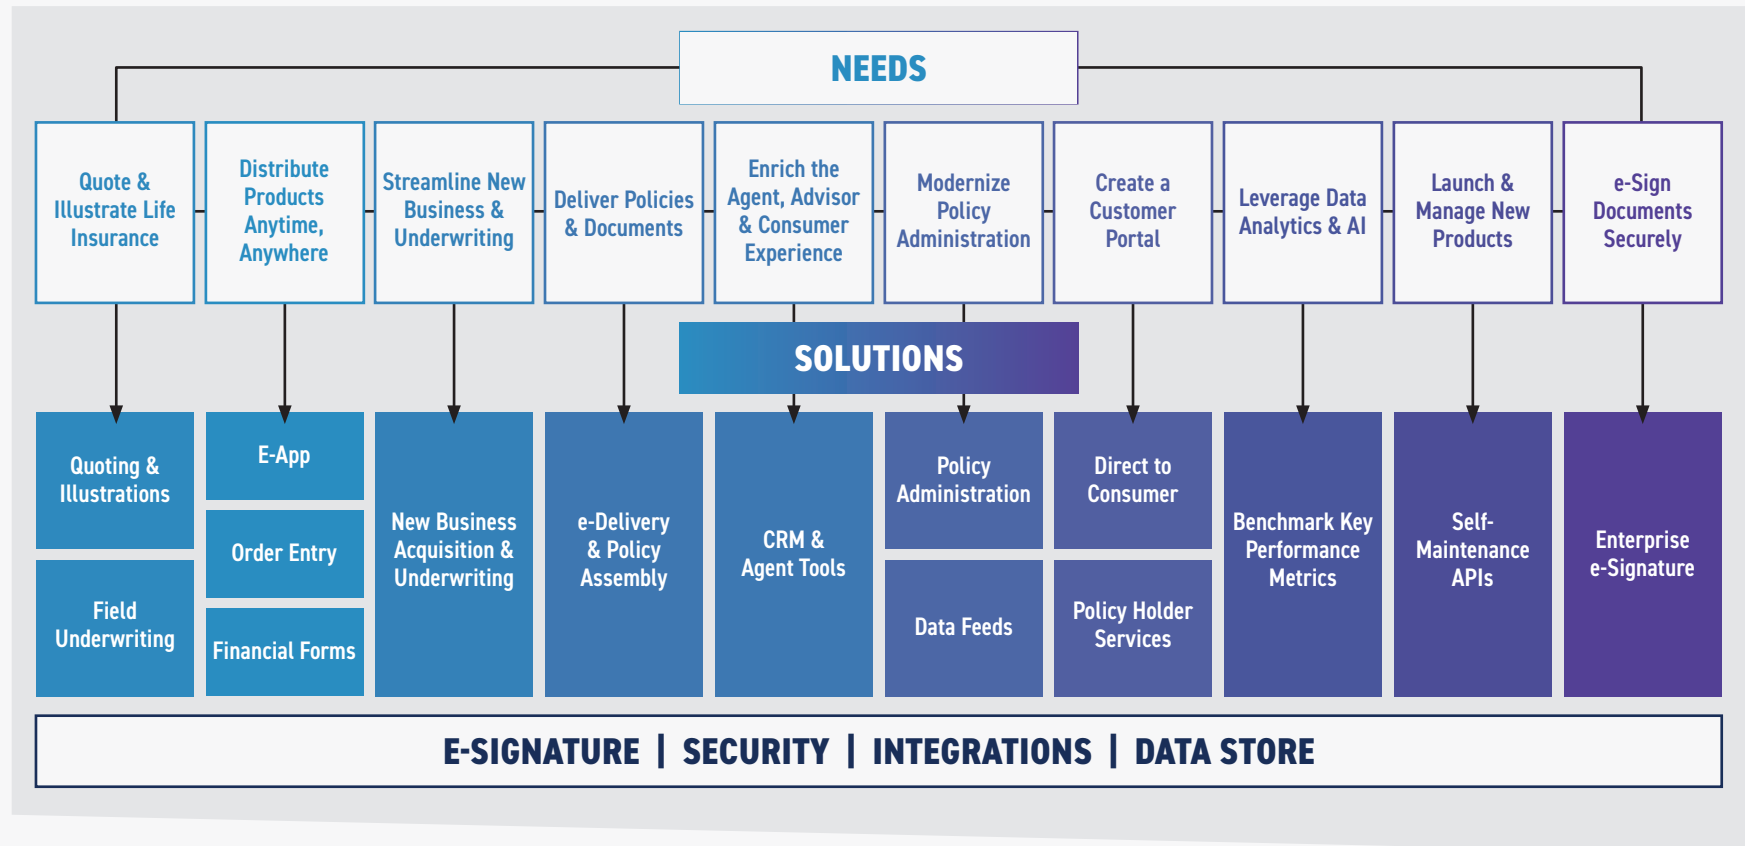 NEEDS
Quote &
Illustrate Life
Insurance
Distribute
Products
Anytime,
Anywhere
Streamline New
Business &
Underwriting
Deliver Policies
& Documents
Enrich the
Agent, Advisor
& Consumer
Experience
Modernize
Policy
Administration
Create a
Customer
Portal
Leverage Data
Analytics & AI
Launch &
Manage New
Products
e-Sign
Documents
Securely
SOLUTIONS
Quoting &
Illustrations
Field
Underwriting
E-App
Order Entry
Financial Forms
New Business
Acquisition &
Underwriting
e-Delivery
& Policy
Assembly
CRM &
Agent Tools
Policy
Administration
Data Feeds
Direct to
Consumer
Policy Holder
Services
Benchmark Key
Performance
Metrics
Self-
Maintenance
APIs
Enterprise
e-Signature
E-SIGNATURE | SECURITY | INTEGRATIONS | DATA STORE